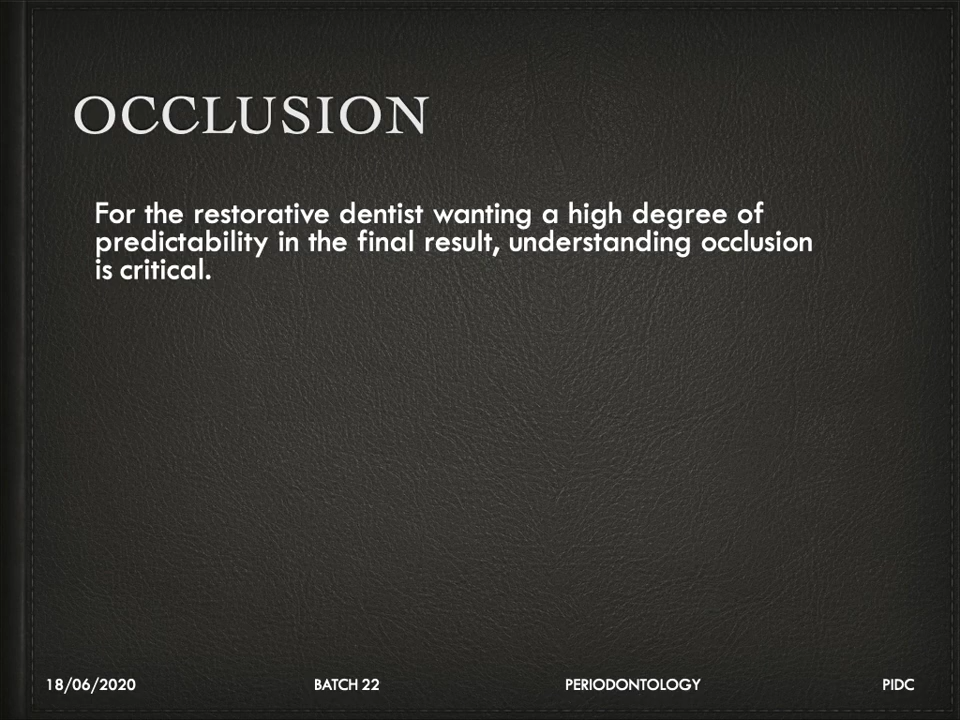 OCCLUSION
For the restorative dentist wanting a high degree of
predictability in the final result, understanding occlusion
is critical.
18/06/2020 BATCH 22 PERIODONTOLOGY PIDC